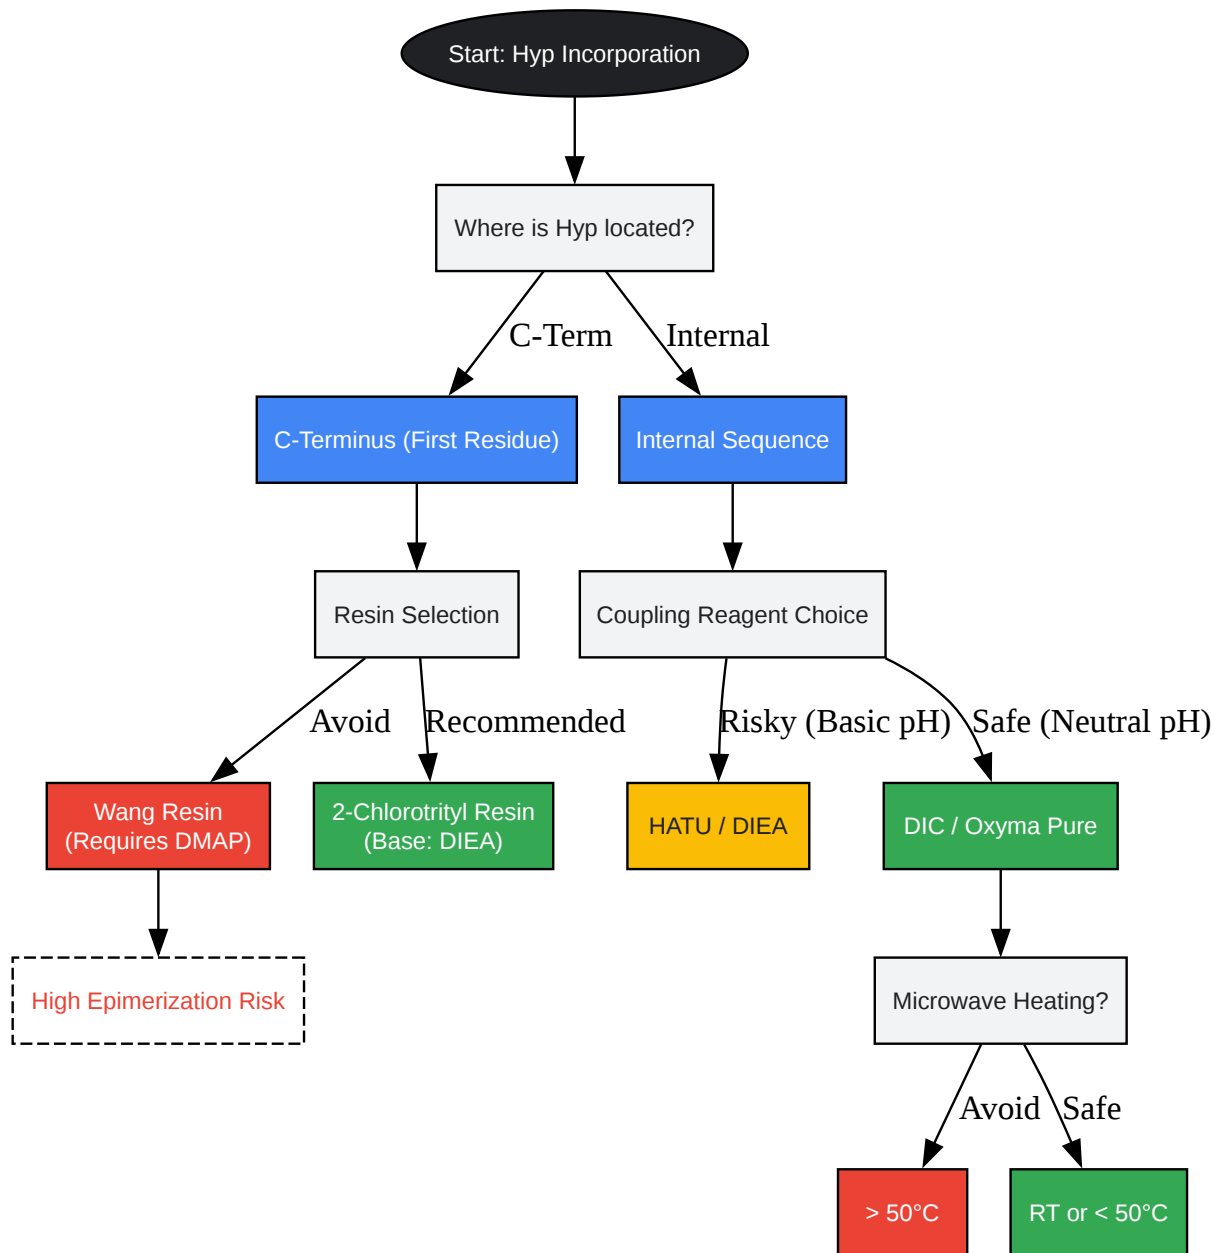 Start: Hyp Incorporation
Where is Hyp located?
C-Term
Internal
C-Terminus (First Residue)
Internal Sequence
Resin Selection
Coupling Reagent Choice
Avoid
Recommended
Risky (Basic pH)
Safe (Neutral pH)
Wang Resin
(Requires DMAP)
2-Chlorotrityl Resin
(Base: DIEA)
HATU / DIEA
DIC / Oxyma Pure
High Epimerization Risk
Microwave Heating?
Avoid
Safe
> 50°C
RT or < 50°C